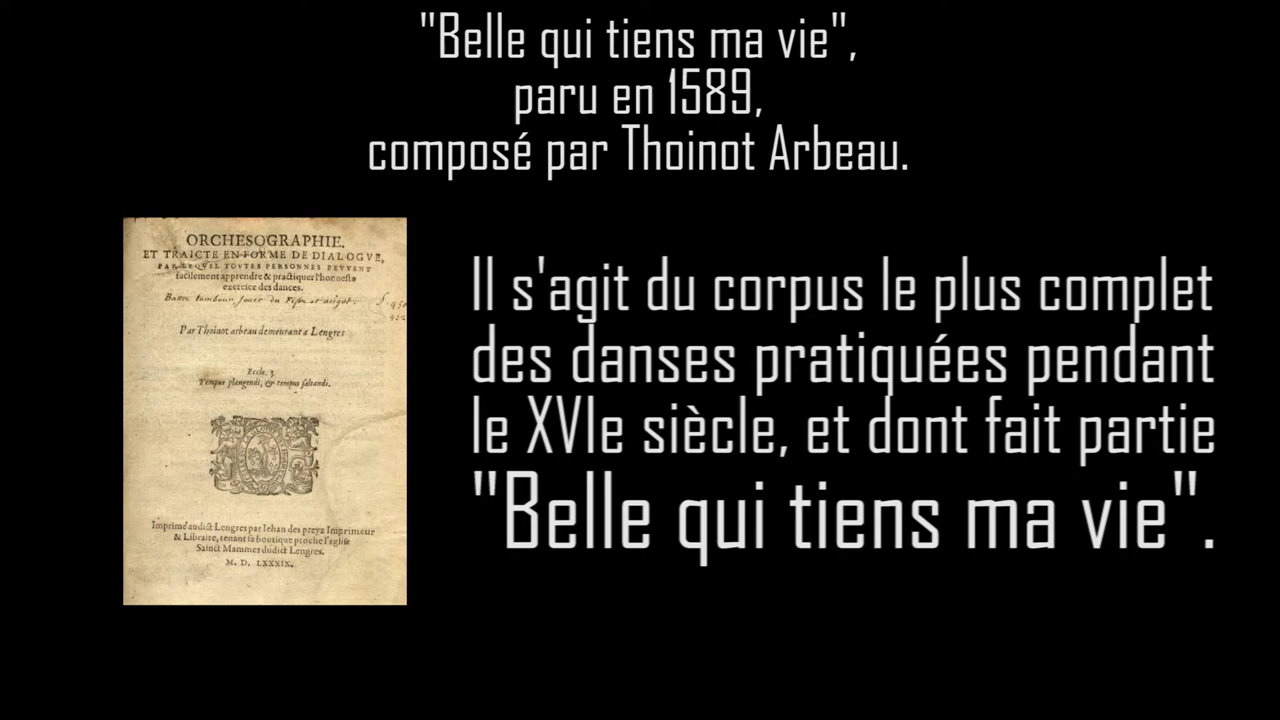 "Belle qui tiens ma vie",
paru en 1589,
composé par Thoinot Arbeau.
ORCHESOGRAPHIE.
ET TRAICTE EN FORME DE DIALOGVE,
PAR LEQVEL TOVTES PERSONNES PEVVENT
facilement apprendre & practiquer l'honneste
exercice des dances.
Par Thoinot arbeau demeurant a Lengres
Eccle. 3.
Tempus plangendi, & tempus saltandi.
Imprimé audict Lengres par Iehan des preyz Imprimeur
& Libraire, tenant sa boutique proche l'eglise
Sainct Mammes dudict Lengres.
M. D. LXXXIX.
Il s'agit du corpus le plus complet
des danses pratiquées pendant
le XVIe siècle, et dont fait partie
"Belle qui tiens ma vie".